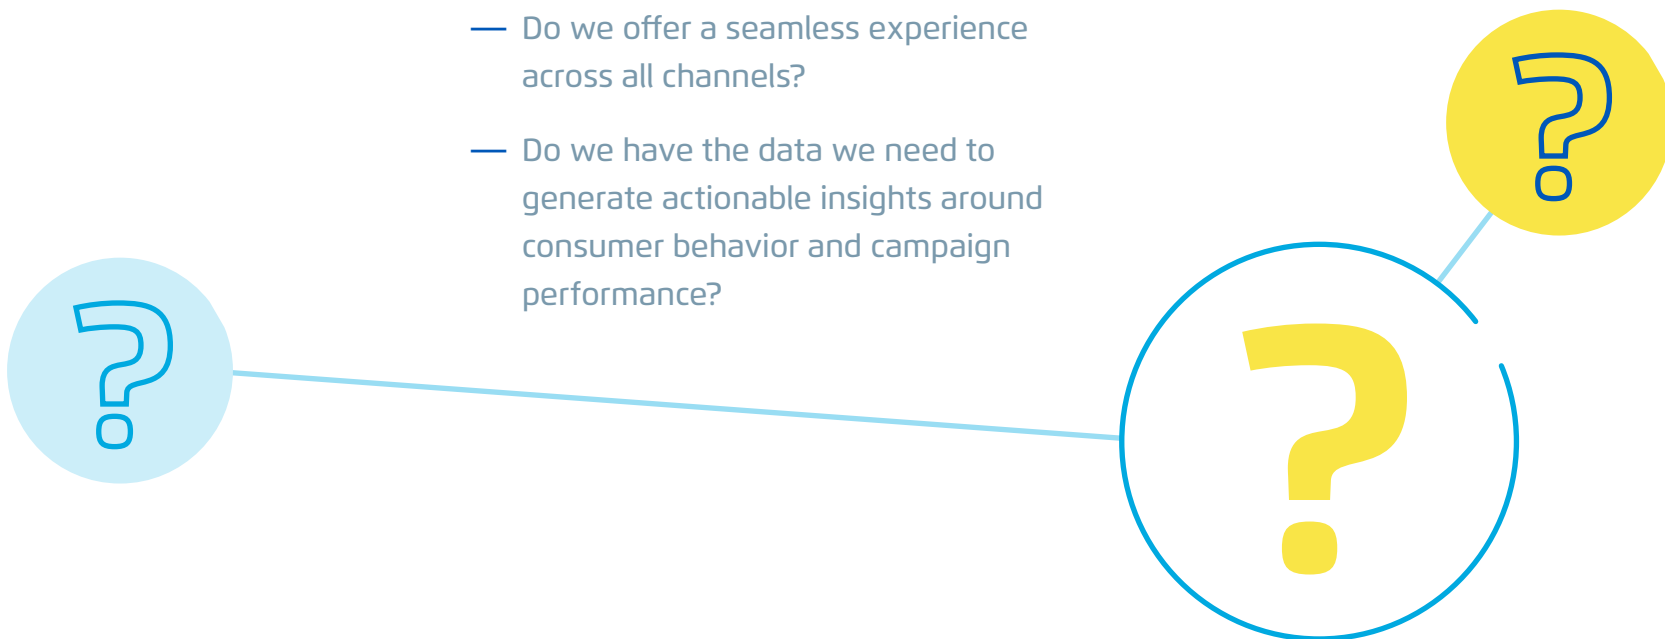 — Do we offer a seamless experience
across all channels?
— Do we have the data we need to
generate actionable insights around
consumer behavior and campaign
performance?
?
?
?